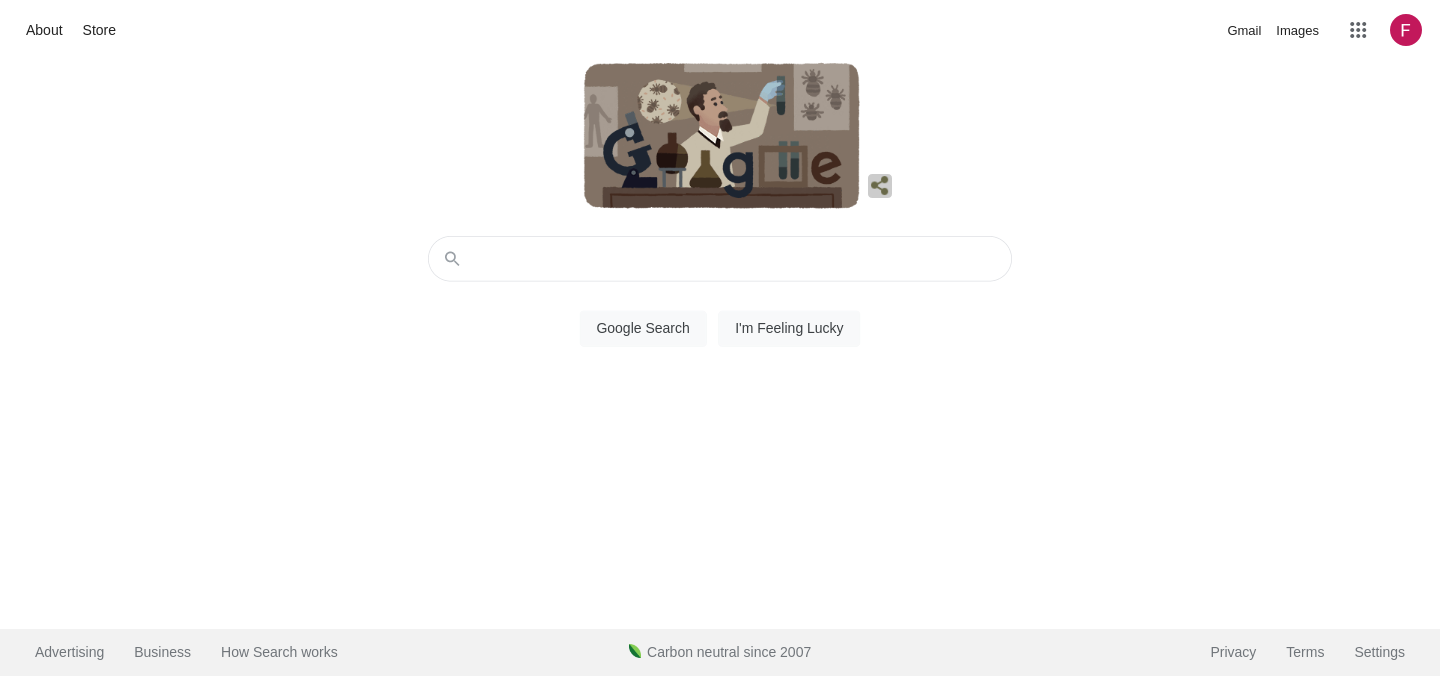 About Store
Gmail Images
F
G g e
Google Search I'm Feeling Lucky
Advertising Business How Search works
Carbon neutral since 2007
Privacy Terms Settings